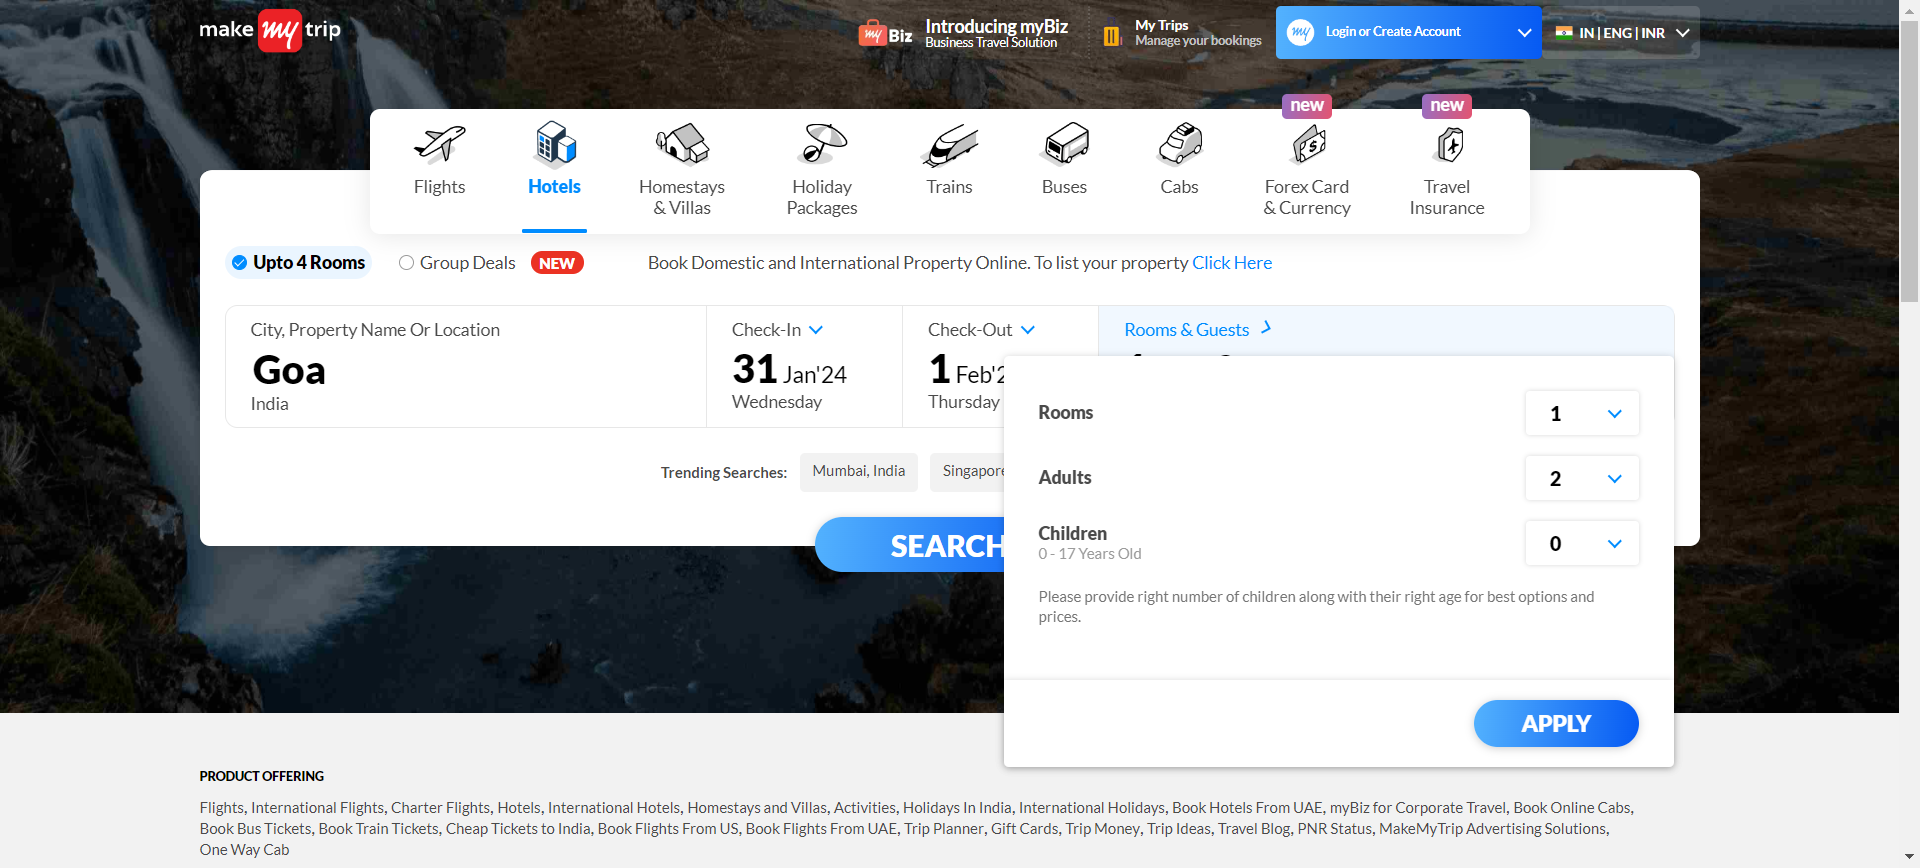 make my trip
my Biz
Introducing myBiz
Business Travel Solution
My Trips
Manage your bookings
my
Login or Create Account
IN | ENG | INR
new
new
Flights
Hotels
Homestays
& Villas
Holiday
Packages
Trains
Buses
Cabs
Forex Card
& Currency
Travel
Insurance
Upto 4 Rooms
Group Deals
NEW
Book Domestic and International Property Online. To list your property Click Here
City, Property Name Or Location
Goa
India
Check-In
31 Jan'24
Wednesday
Check-Out
1 Feb'2
Thursday
Rooms & Guests
Rooms
1
Adults
2
Children
0 - 17 Years Old
0
Please provide right number of children along with their right age for best options and
prices.
APPLY
Trending Searches:
Mumbai, India
Singapore
SEARCH
PRODUCT OFFERING
Flights, International Flights, Charter Flights, Hotels, International Hotels, Homestays and Villas, Activities, Holidays In India, International Holidays, Book Hotels From UAE, myBiz for Corporate Travel, Book Online Cabs,
Book Bus Tickets, Book Train Tickets, Cheap Tickets to India, Book Flights From US, Book Flights From UAE, Trip Planner, Gift Cards, Trip Money, Trip Ideas, Travel Blog, PNR Status, MakeMyTrip Advertising Solutions,
One Way Cab